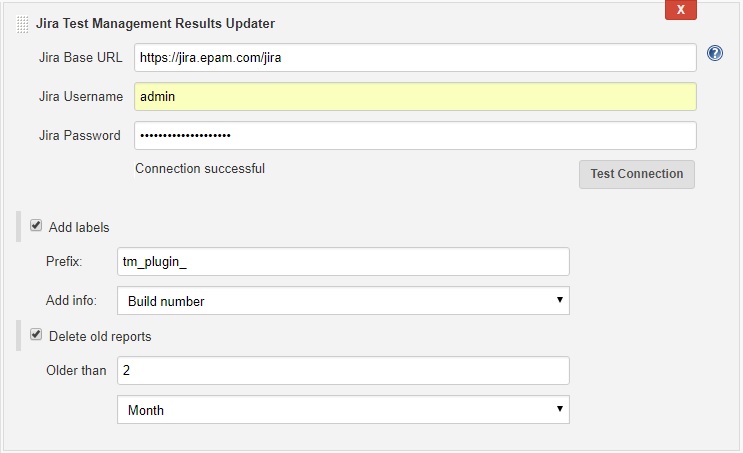 X
Jira Test Management Results Updater
Jira Base URL https://jira.epam.com/jira ?
Jira Username admin
Jira Password ••••••••••••••••••••
Connection successful Test Connection
Add labels
Prefix: tm_plugin_
Add info: Build number
Delete old reports
Older than 2
Month